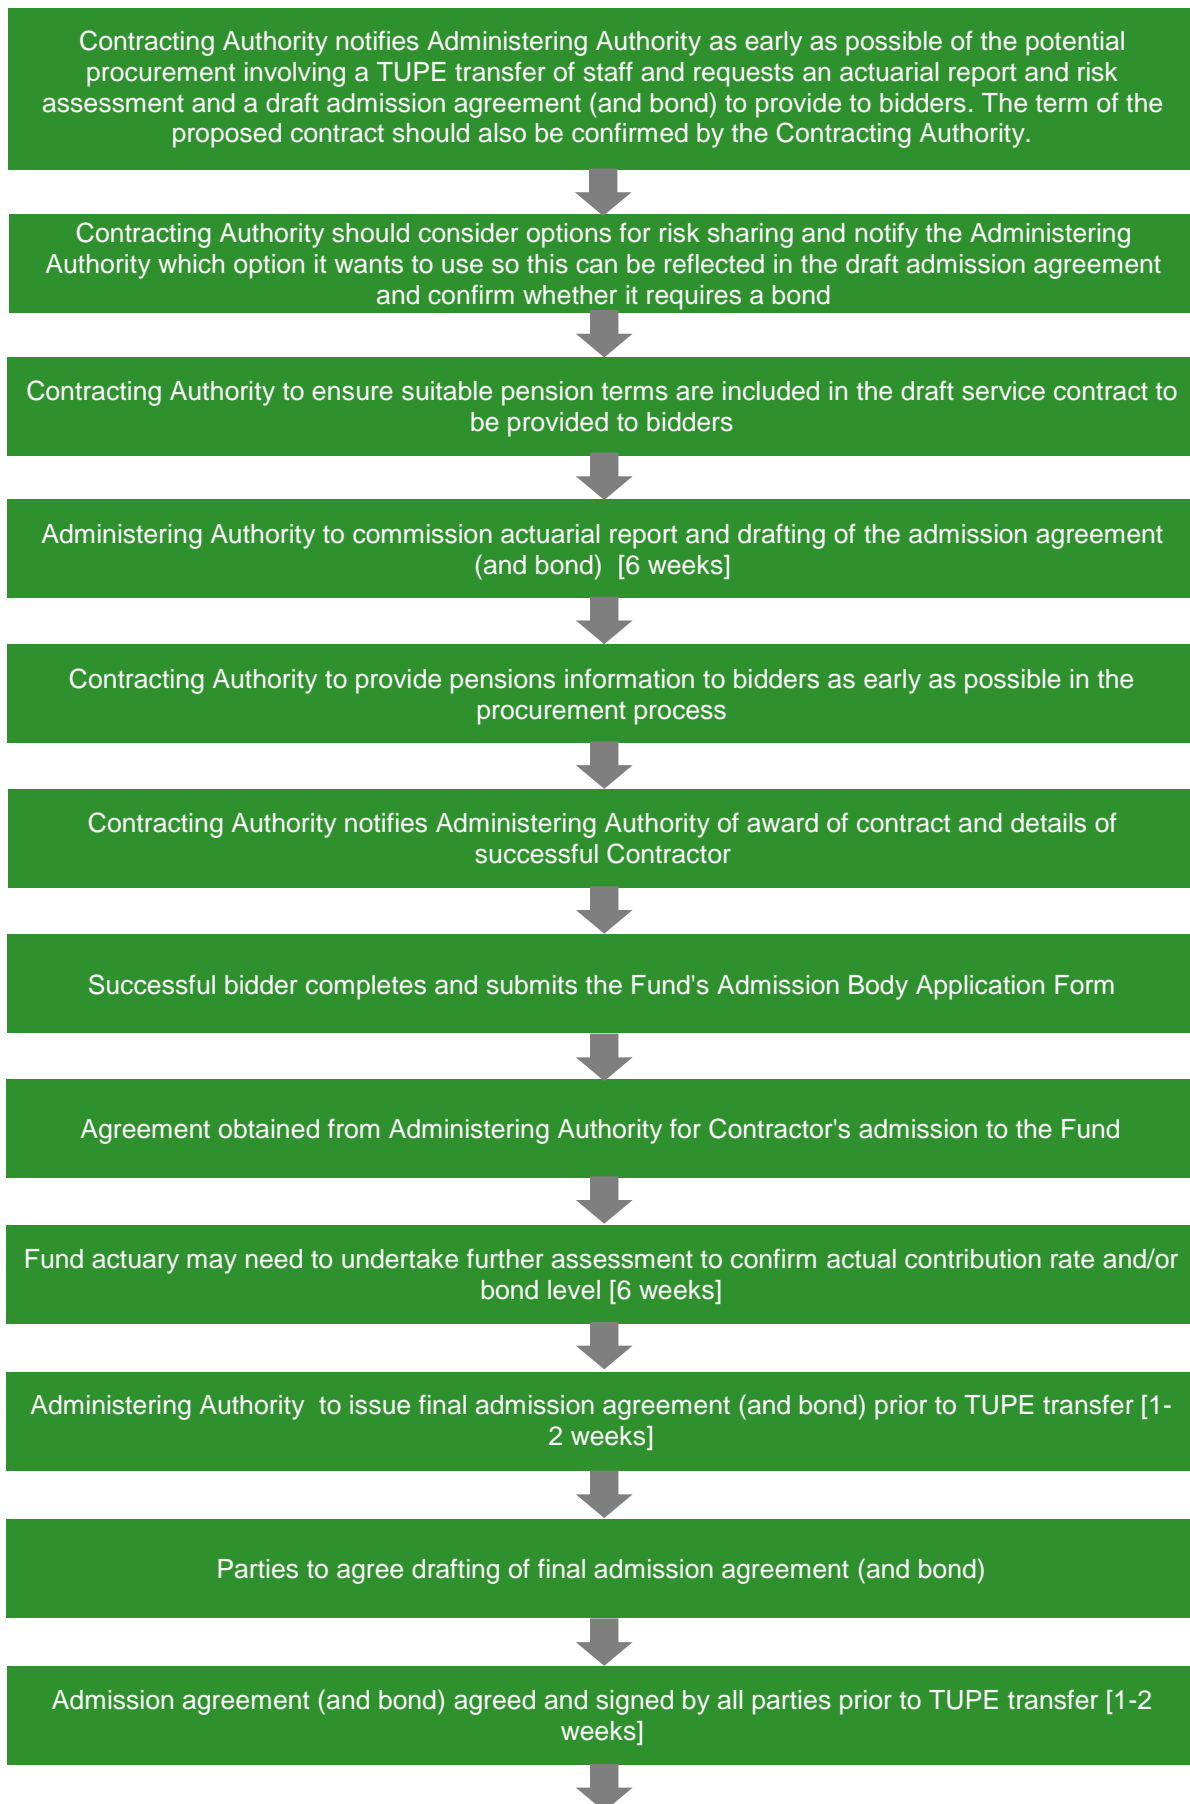 Contracting Authority notifies Administering Authority as early as possible of the potential
procurement involving a TUPE transfer of staff and requests an actuarial report and risk
assessment and a draft admission agreement (and bond) to provide to bidders. The term of the
proposed contract should also be confirmed by the Contracting Authority.
Contracting Authority should consider options for risk sharing and notify the Administering
Authority which option it wants to use so this can be reflected in the draft admission agreement
and confirm whether it requires a bond
Contracting Authority to ensure suitable pension terms are included in the draft service contract to
be provided to bidders
Administering Authority to commission actuarial report and drafting of the admission agreement
(and bond)  [6 weeks]
Contracting Authority to provide pensions information to bidders as early as possible in the
procurement process
Contracting Authority notifies Administering Authority of award of contract and details of
successful Contractor
Successful bidder completes and submits the Fund's Admission Body Application Form
Agreement obtained from Administering Authority for Contractor's admission to the Fund
Fund actuary may need to undertake further assessment to confirm actual contribution rate and/or
bond level [6 weeks]
Administering Authority  to issue final admission agreement (and bond) prior to TUPE transfer [1-
2 weeks]
Parties to agree drafting of final admission agreement (and bond)
Admission agreement (and bond) agreed and signed by all parties prior to TUPE transfer [1-2
weeks]